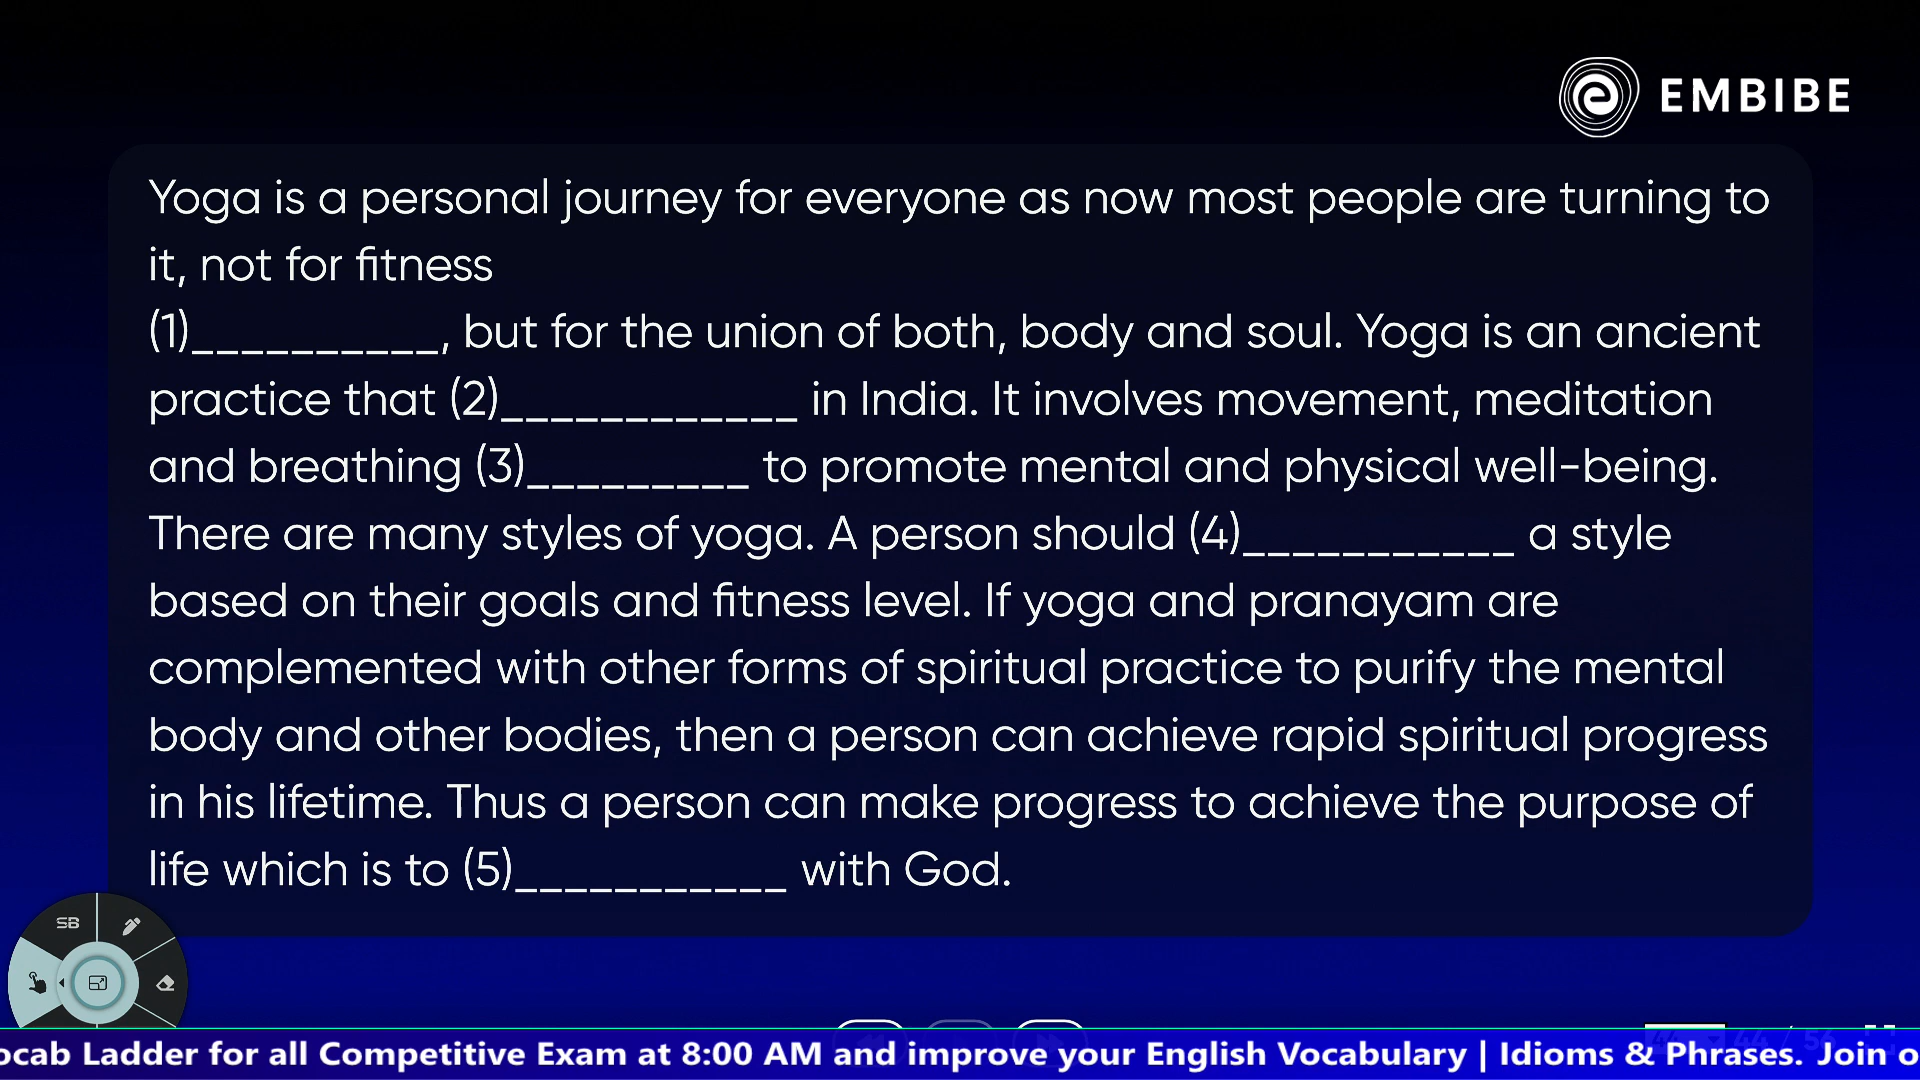 EMBIBE
Yoga is a personal journey for everyone as now most people are turning to
it, not for fitness
(1)__________, but for the union of both, body and soul. Yoga is an ancient
practice that (2)____________ in India. It involves movement, meditation
and breathing (3)_________ to promote mental and physical well-being.
There are many styles of yoga. A person should (4)___________ a style
based on their goals and fitness level. If yoga and pranayam are
complemented with other forms of spiritual practice to purify the mental
body and other bodies, then a person can achieve rapid spiritual progress
in his lifetime. Thus a person can make progress to achieve the purpose of
life which is to (5)___________ with God.
SB
ocab Ladder for all Competitive Exam at 8:00 AM and improve your English Vocabulary | Idioms & Phrases. Join o